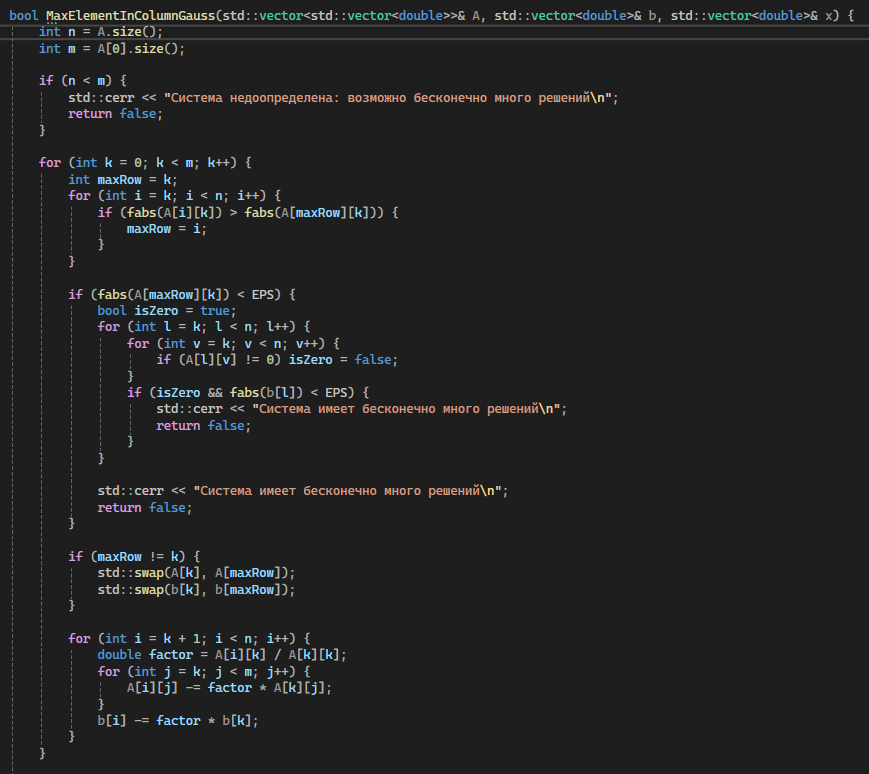 bool MaxElementInColumnGauss(std::vector<std::vector<double>>& A, std::vector<double>& b, std::vector<double>& x) {
    int n = A.size();
    int m = A[0].size();

    if (n < m) {
        std::cerr << "Система недоопределена: возможно бесконечно много решений\n";
        return false;
    }

    for (int k = 0; k < m; k++) {
        int maxRow = k;
        for (int i = k; i < n; i++) {
            if (fabs(A[i][k]) > fabs(A[maxRow][k])) {
                maxRow = i;
            }
        }

        if (fabs(A[maxRow][k]) < EPS) {
            bool isZero = true;
            for (int l = k; l < n; l++) {
                for (int v = k; v < n; v++) {
                    if (A[l][v] != 0) isZero = false;
                }
                if (isZero && fabs(b[l]) < EPS) {
                    std::cerr << "Система имеет бесконечно много решений\n";
                    return false;
                }
            }

            std::cerr << "Система имеет бесконечно много решений\n";
            return false;
        }

        if (maxRow != k) {
            std::swap(A[k], A[maxRow]);
            std::swap(b[k], b[maxRow]);
        }

        for (int i = k + 1; i < n; i++) {
            double factor = A[i][k] / A[k][k];
            for (int j = k; j < m; j++) {
                A[i][j] -= factor * A[k][j];
            }
            b[i] -= factor * b[k];
        }
    }